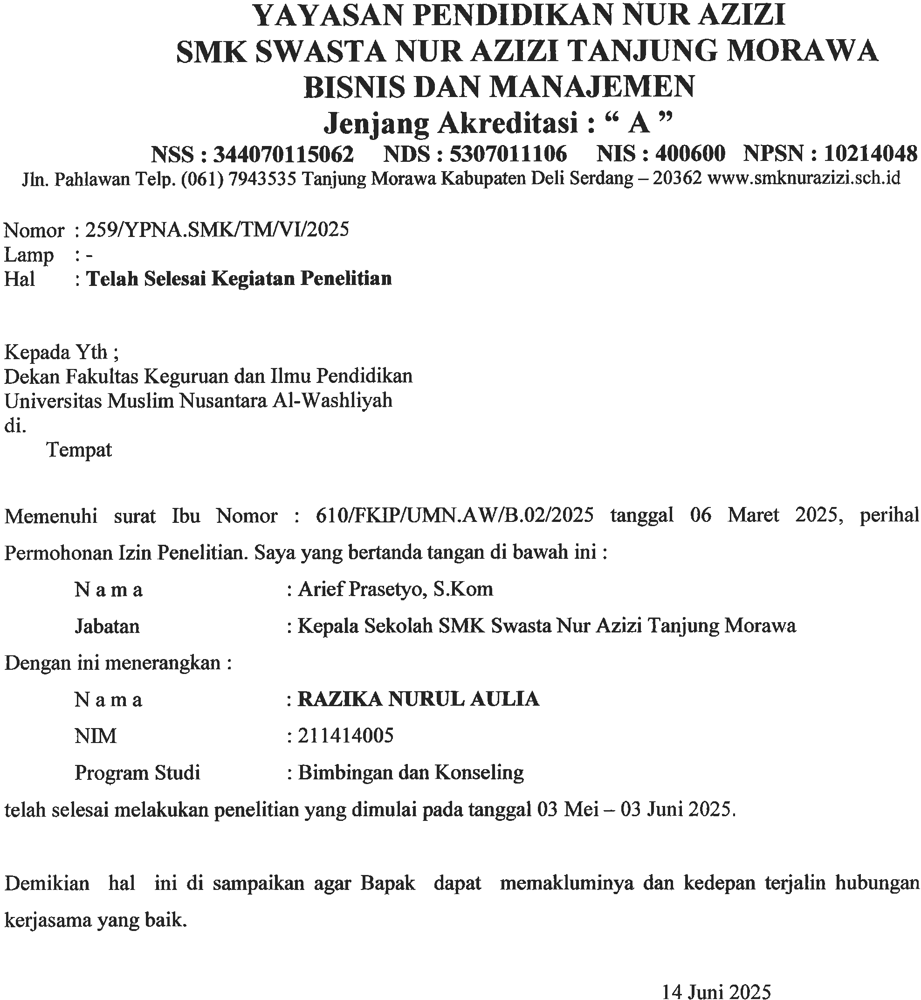 YAYASAN PENDIDIKAN NUR AZIZI
SMK SWASTA NUR AZIZI TANJUNG MORAWA
BISNIS DAN MANAJEMEN
Jenjang Akreditasi : “ A ”
NSS : 344070115062 NDS : 5307011106 NIS : 400600 NPSN : 10214048
Jln. Pahlawan Telp. (061) 7943535 Tanjung Morawa Kabupaten Deli Serdang – 20362 www.smknurazizi.sch.id
Nomor : 259/YPNA.SMK/TM/VI/2025
Lamp : -
Hal : Telah Selesai Kegiatan Penelitian
Kepada Yth ;
Dekan Fakultas Keguruan dan Ilmu Pendidikan
Universitas Muslim Nusantara Al-Washliyah
di.
Tempat
Memenuhi surat Ibu Nomor : 610/FKIP/UMN.AW/B.02/2025 tanggal 06 Maret 2025, perihal
Permohonan Izin Penelitian. Saya yang bertanda tangan di bawah ini :
N a m a : Arief Prasetyo, S.Kom
Jabatan : Kepala Sekolah SMK Swasta Nur Azizi Tanjung Morawa
Dengan ini menerangkan :
N a m a : RAZIKA NURUL AULIA
NIM : 211414005
Program Studi : Bimbingan dan Konseling
telah selesai melakukan penelitian yang dimulai pada tanggal 03 Mei – 03 Juni 2025.
Demikian hal ini di sampaikan agar Bapak dapat memakluminya dan kedepan terjalin hubungan
kerjasama yang baik.
14 Juni 2025